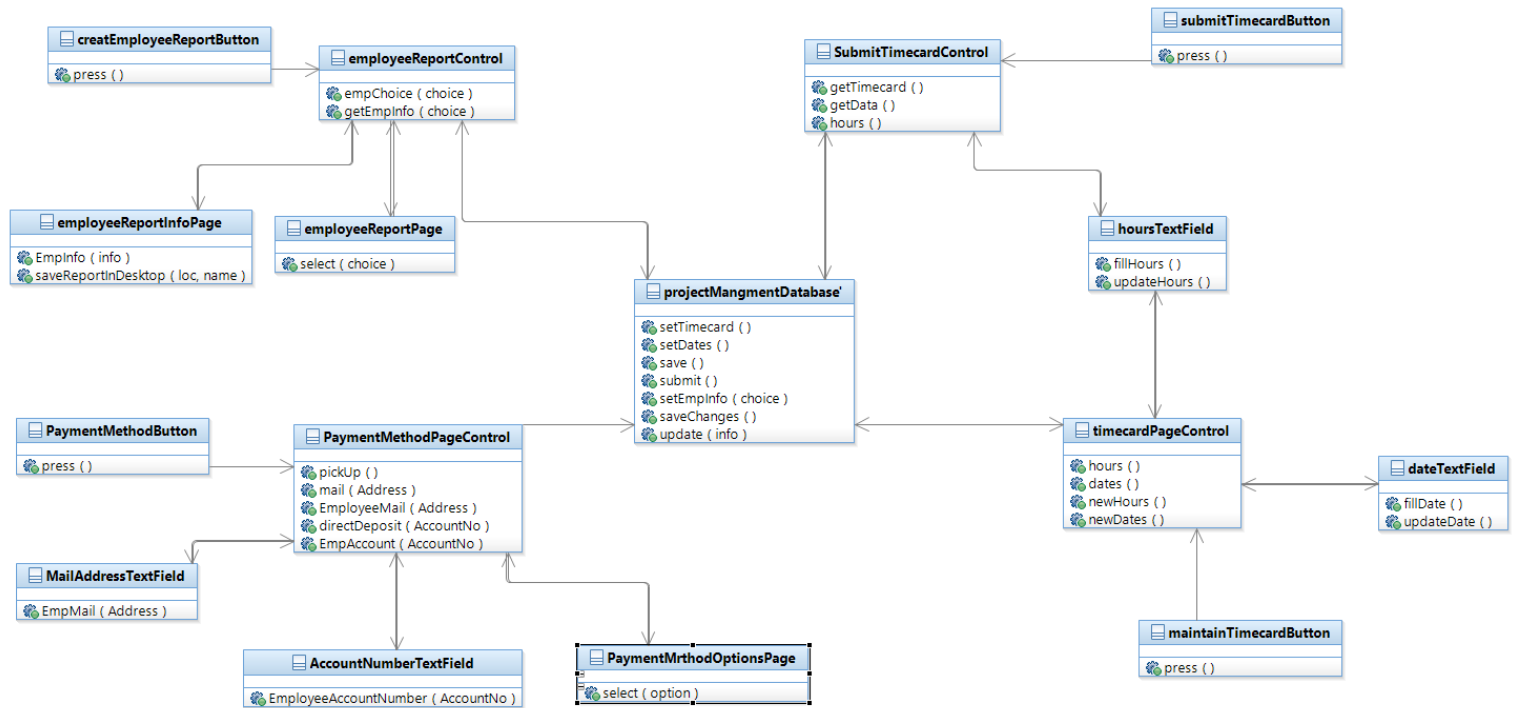 creatEmployeeReportButton
press ( )
employeeReportControl
empChoice ( choice )
getEmpInfo ( choice )
SubmitTimecardControl
getTimecard ( )
getData ( )
hours ( )
submitTimecardButton
press ( )
employeeReportInfoPage
EmpInfo ( info )
saveReportInDesktop ( loc, name )
employeeReportPage
select ( choice )
hoursTextField
fillHours ( )
updateHours ( )
projectMangmentDatabase'
setTimecard ( )
setDates ( )
save ( )
submit ( )
setEmpInfo ( choice )
saveChanges ( )
update ( info )
PaymentMethodButton
press ( )
PaymentMethodPageControl
pickUp ( )
mail ( Address )
EmployeeMail ( Address )
directDeposit ( AccountNo )
EmpAccount ( AccountNo )
timecardPageControl
hours ( )
dates ( )
newHours ( )
newDates ( )
dateTextField
fillDate ( )
updateDate ( )
MailAddressTextField
EmpMail ( Address )
AccountNumberTextField
EmployeeAccountNumber ( AccountNo )
PaymentMrthodOptionsPage
select ( option )
maintainTimecardButton
press ( )